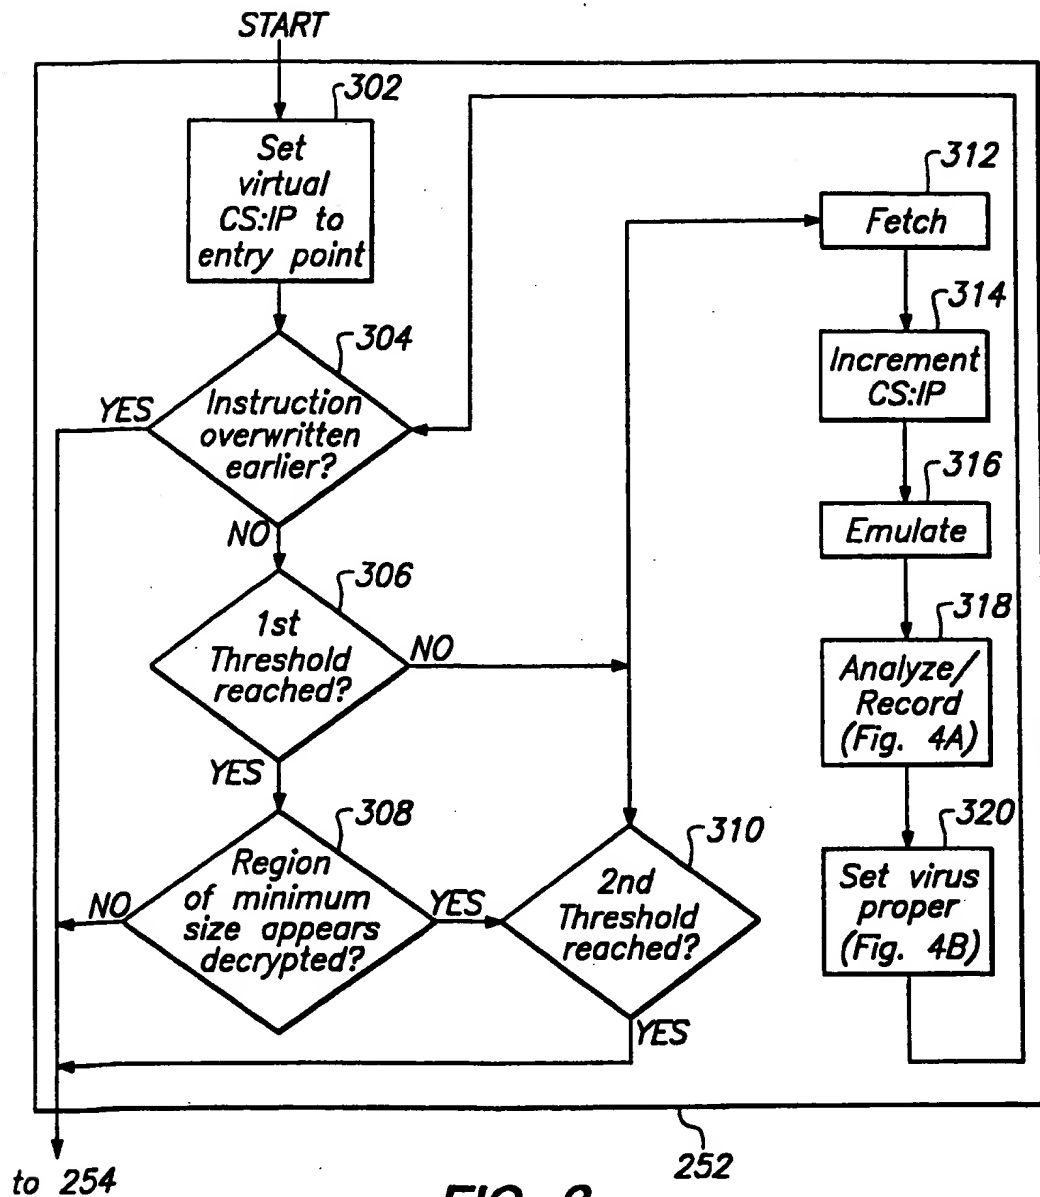 START
302
Set
virtual
CS:IP to
entry point
304
Instruction
overwritten
earlier?
YES
NO
306
1st
Threshold
reached?
NO
YES
308
Region
of minimum
size appears
decrypted?
NO
YES
310
2nd
Threshold
reached?
YES
312
Fetch
314
Increment
CS:IP
316
Emulate
318
Analyze/
Record
(Fig. 4A)
320
Set virus
proper
(Fig. 4B)
252
to 254